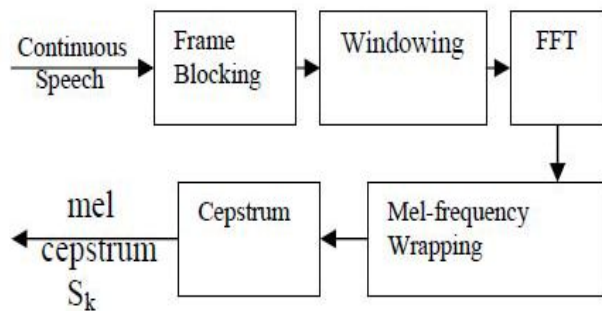 Continuous
Speech
Frame
Blocking
Windowing
FFT
Mel-frequency
Wrapping
Cepstrum
mel
cepstrum
Sk